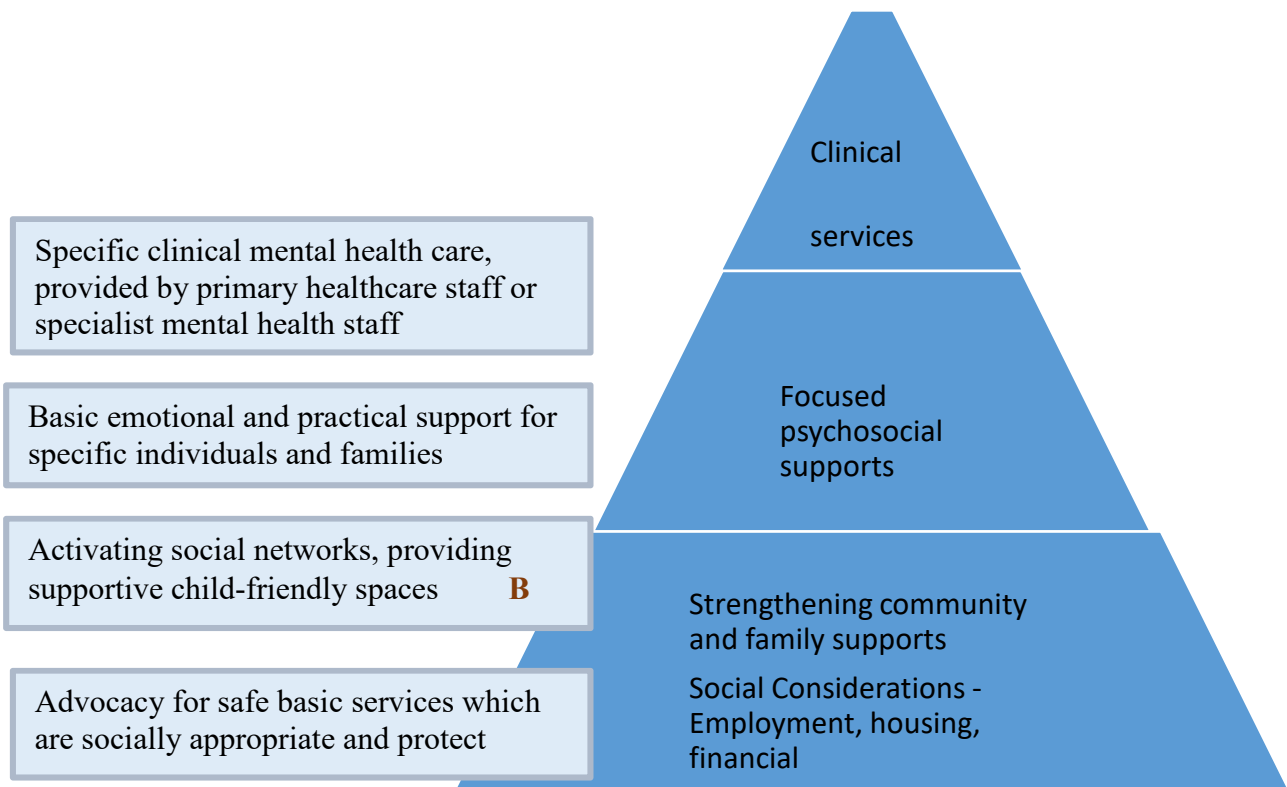 Clinical
services
Specific clinical mental health care,
provided by primary healthcare staff or
specialist mental health staff
Basic emotional and practical support for
specific individuals and families
Focused
psychosocial
supports
Activating social networks, providing
supportive child-friendly spaces B
Strengthening community
and family supports
Advocacy for safe basic services which
are socially appropriate and protect
Social Considerations -
Employment, housing,
financial